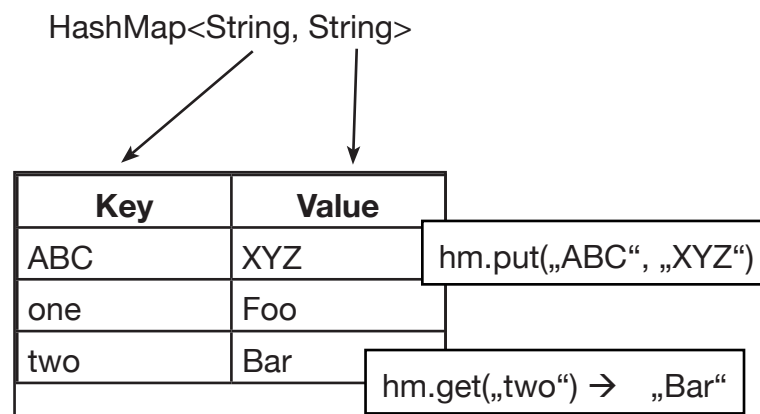 HashMap<String, String>
Key Value
ABC XYZ
hm.put(„ABC“, „XYZ“)
one Foo
two Bar
hm.get(„two“) → „Bar“